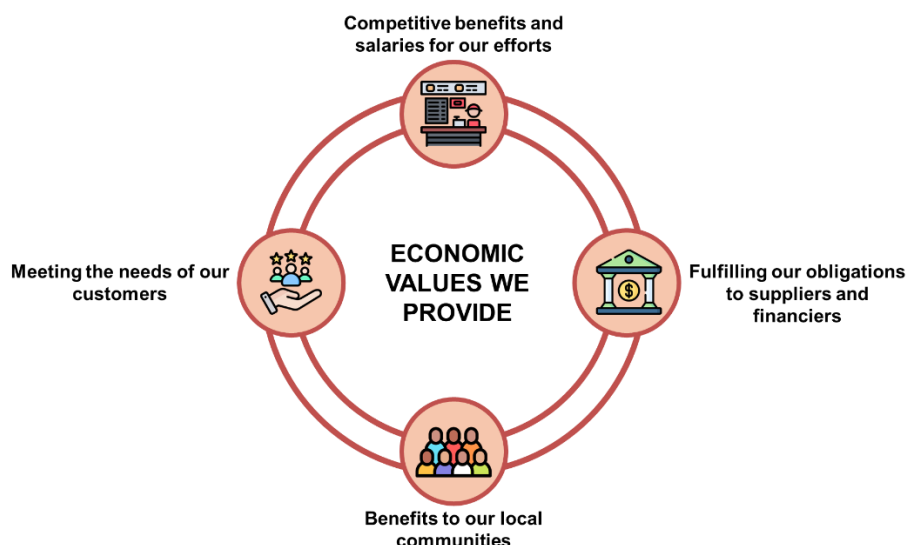 Competitive benefits and
salaries for our efforts
Meeting the needs of our
customers
ECONOMIC
VALUES WE
PROVIDE
Fulfilling our obligations
to suppliers and
financiers
Benefits to our local
communities